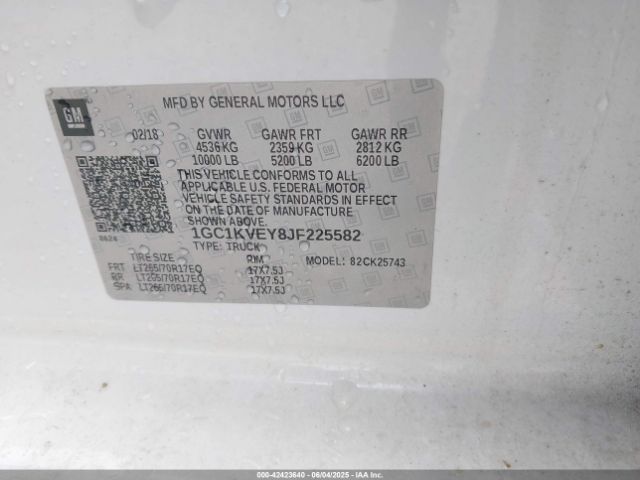 GM
MFD BY GENERAL MOTORS LLC
02/18 GVWR GAWR FRT GAWR RR
4536 KG 2359 KG 2812 KG
10000 LB 5200 LB 6200 LB
THIS VEHICLE CONFORMS TO ALL
APPLICABLE U.S. FEDERAL MOTOR
VEHICLE SAFETY STANDARDS IN EFFECT
ON THE DATE OF MANUFACTURE
SHOWN ABOVE.
1GC1KVEY8JF225582
TYPE: TRUCK
TIRE SIZE RIM MODEL: 82CK25743
FRT LT265/70R17EQ 17X7.5J
RR LT265/70R17EQ 17X7.5J
SPA LT265/70R17EQ 17X7.5J
000-42423640 - 06/04/2025 - IAAI.COM